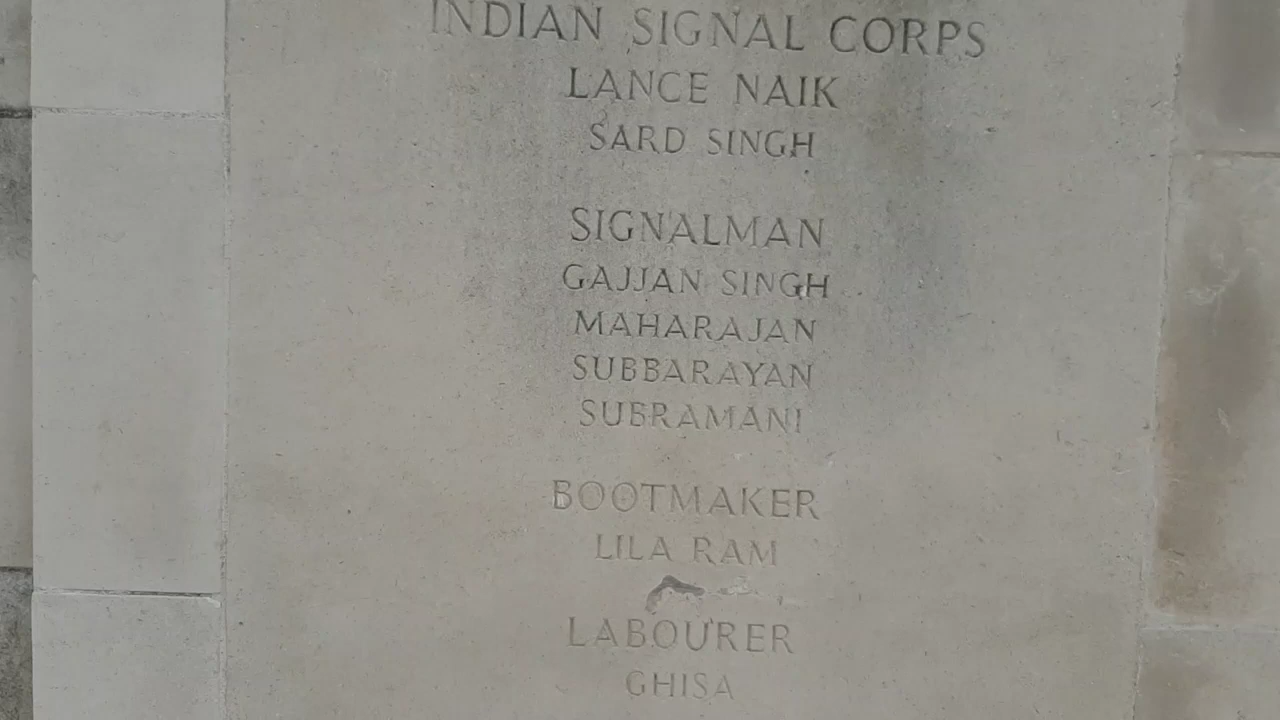 INDIAN SIGNAL CORPS
LANCE NAIK
SARD SINGH
SIGNALMAN
GAJJAN SINGH
MAHARAJAN
SUBBARAYAN
SUBRAMANI
BOOTMAKER
LILA RAM
LABOURER
GHISA